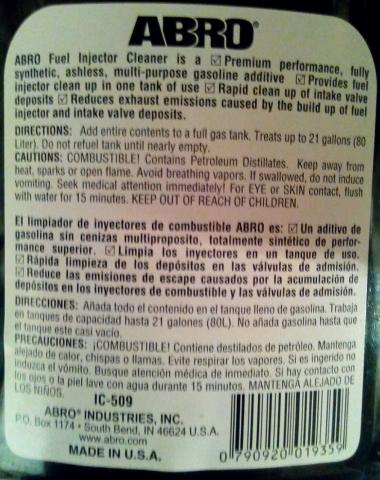 ABRO®
ABRO Fuel Injector Cleaner is a ☑ Premium performance, fully
synthetic, ashless, multi-purpose gasoline additive ☑ Provides fuel
injector clean up in one tank of use ☑ Rapid clean up of intake valve
deposits ☑ Reduces exhaust emissions caused by the build up of fuel
injector and intake valve deposits.
DIRECTIONS: Add entire contents to a full gas tank. Treats up to 21 gallons (80
Liter). Do not refuel tank until nearly empty.
CAUTIONS: COMBUSTIBLE! Contains Petroleum Distillates. Keep away from
heat, sparks or open flame. Avoid breathing vapors. If swallowed, do not induce
vomiting. Seek medical attention immediately! For EYE or SKIN contact, flush
with water for 15 minutes. KEEP OUT OF REACH OF CHILDREN.
El limpiador de inyectores de combustible ABRO es: ☑ Un aditivo de
gasolina sin cenizas multiproposito, totalmente sintético de perfor-
mance superior. ☑ Limpia los inyectores en un tanque de uso.
☑ Rápida limpieza de los depósitos en las válvulas de admisión.
☑ Reduce las emisiones de escape causados por la acumulación de
depósitos en los inyectores de combustible y las válvulas de admisión.
DIRECCIONES: Añada todo el contenido en el tanque lleno de gasolina. Trabaja
en tanques de capacidad hasta 21 galones (80L). No añada gasolina hasta que
el tanque este casi vacío.
PRECAUCIONES: ¡COMBUSTIBLE! Contiene destilados de petróleo. Mantenga
alejado de calor, chispas o llamas. Evite respirar los vapores. Si es ingerido no
induzca el vómito. Busque atención médica de inmediato. Si hay contacto con
los ojos o la piel lave con agua durante 15 minutos. MANTENGA ALEJADO DE
LOS NIÑOS.
IC-509
ABRO® INDUSTRIES, INC.
P.O. Box 1174 • South Bend, IN 46624 U.S.A.
www.abro.com
MADE IN U.S.A.
0 790920 019359